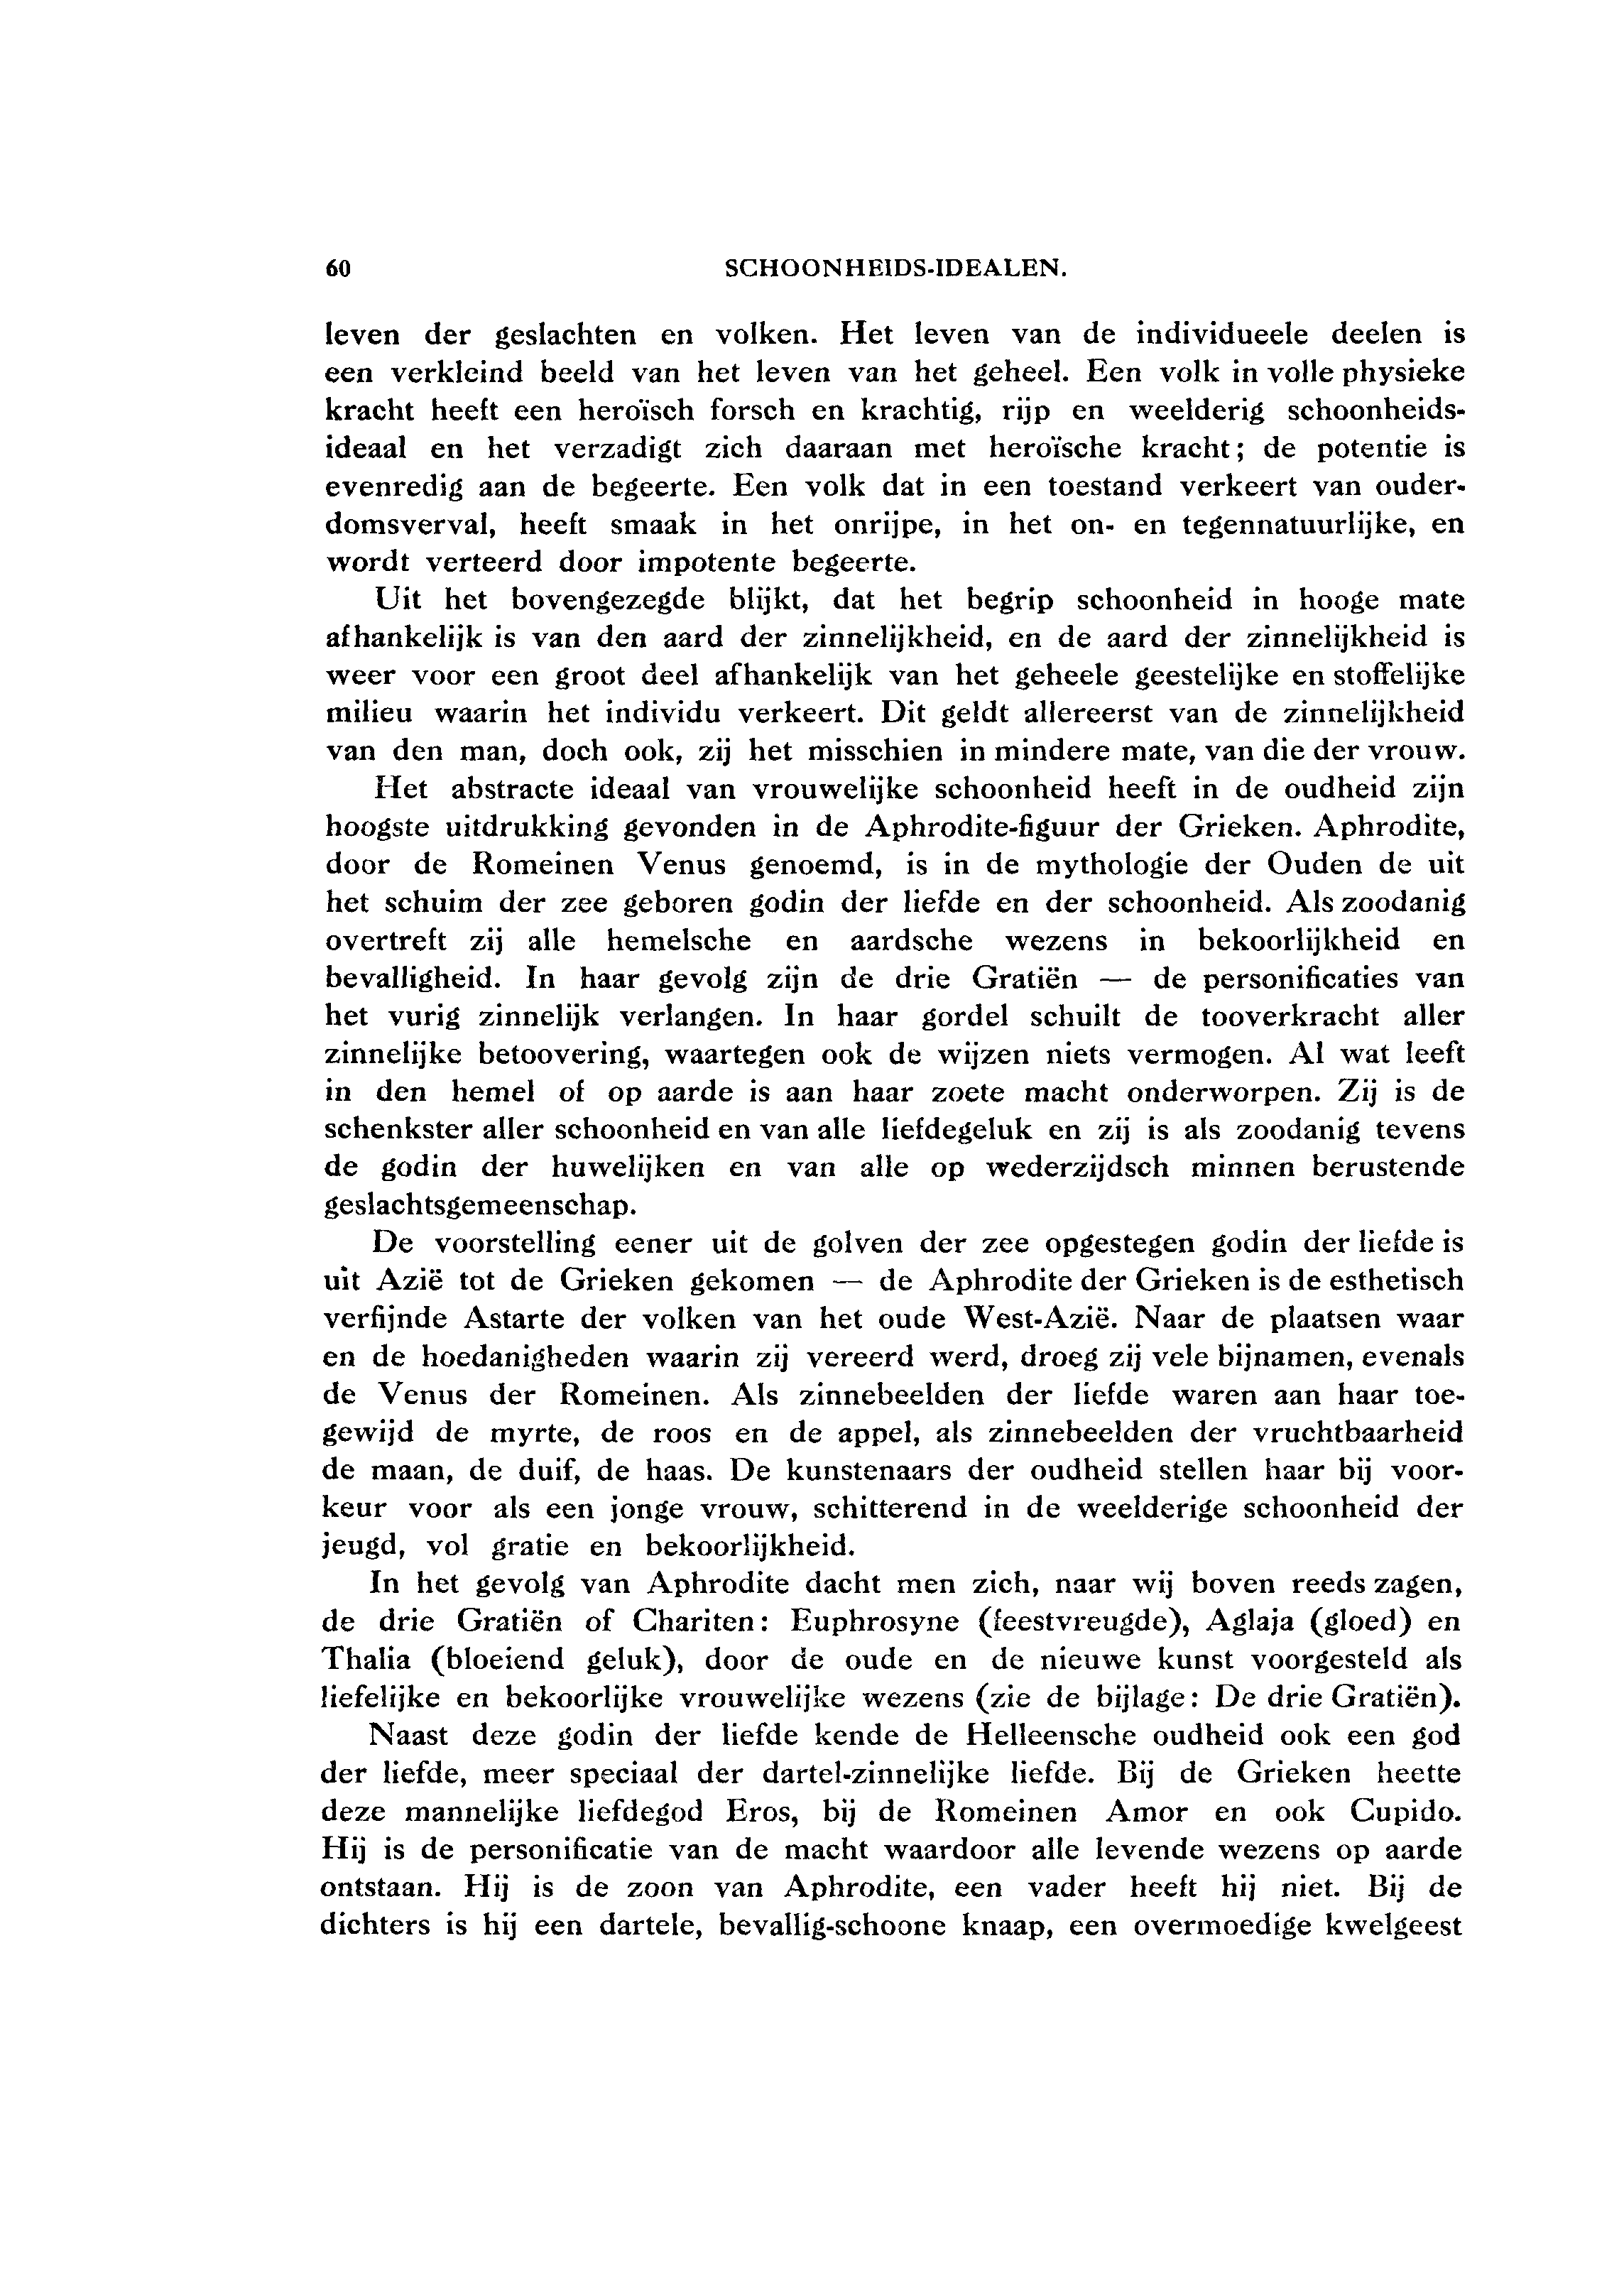 60 SCHOONHEIDS-IDEALEN.
leven der geslachten en volken. Het leven van de individueele deelen is
een verkleind beeld van het leven van het geheel. Een volk in volle physieke
kracht heeft een heroïsch forsch en krachtig, rijp en weelderig schoonheids-
ideaal en het verzadigt zich daaraan met heroïsche kracht; de potentie is
evenredig aan de begeerte. Een volk dat in een toestand verkeert van ouder-
domsverval, heeft smaak in het onrijpe, in het on- en tegennatuurlijke, en
wordt verteerd door impotente begeerte.
Uit het bovengezegde blijkt, dat het begrip schoonheid in hooge mate
afhankelijk is van den aard der zinnelijkheid, en de aard der zinnelijkheid is
weer voor een groot deel afhankelijk van het geheele geestelijke en stoffelijke
milieu waarin het individu verkeert. Dit geldt allereerst van de zinnelijkheid
van den man, doch ook, zij het misschien in mindere mate, van die der vrouw.
Het abstracte ideaal van vrouwelijke schoonheid heeft in de oudheid zijn
hoogste uitdrukking gevonden in de Aphrodite-figuur der Grieken. Aphrodite,
door de Romeinen Venus genoemd, is in de mythologie der Ouden de uit
het schuim der zee geboren godin der liefde en der schoonheid. Als zoodanig
overtreft zij alle hemelsche en aardsche wezens in bekoorlijkheid en
bevalligheid. In haar gevolg zijn de drie Gratiën — de personificaties van
het vurig zinnelijk verlangen. In haar gordel schuilt de tooverkracht aller
zinnelijke betoovering, waartegen ook de wijzen niets vermogen. Al wat leeft
in den hemel of op aarde is aan haar zoete macht onderworpen. Zij is de
schenkster aller schoonheid en van alle liefdegeluk en zij is als zoodanig tevens
de godin der huwelijken en van alle op wederzijdsch minnen berustende
geslachtsgemeenschap.
De voorstelling eener uit de golven der zee opgestegen godin der liefde is
uit Azië tot de Grieken gekomen — de Aphrodite der Grieken is de esthetisch
verfijnde Astarte der volken van het oude West-Azië. Naar de plaatsen waar
en de hoedanigheden waarin zij vereerd werd, droeg zij vele bijnamen, evenals
de Venus der Romeinen. Als zinnebeelden der liefde waren aan haar toe-
gewijd de myrte, de roos en de appel, als zinnebeelden der vruchtbaarheid
de maan, de duif, de haas. De kunstenaars der oudheid stellen haar bij voor-
keur voor als een jonge vrouw, schitterend in de weelderige schoonheid der
jeugd, vol gratie en bekoorlijkheid.
In het gevolg van Aphrodite dacht men zich, naar wij boven reeds zagen,
de drie Gratiën of Chariten: Euphrosyne (feestvreugde), Aglaja (gloed) en
Thalia (bloeiend geluk), door de oude en de nieuwe kunst voorgesteld als
liefelijke en bekoorlijke vrouwelijke wezens (zie de bijlage: De drie Gratiën).
Naast deze godin der liefde kende de Helleensche oudheid ook een god
der liefde, meer speciaal der dartel-zinnelijke liefde. Bij de Grieken heette
deze mannelijke liefdegod Eros, bij de Romeinen Amor en ook Cupido.
Hij is de personificatie van de macht waardoor alle levende wezens op aarde
ontstaan. Hij is de zoon van Aphrodite, een vader heeft hij niet. Bij de
dichters is hij een dartele, bevallig-schoone knaap, een overmoedige kwelgeest